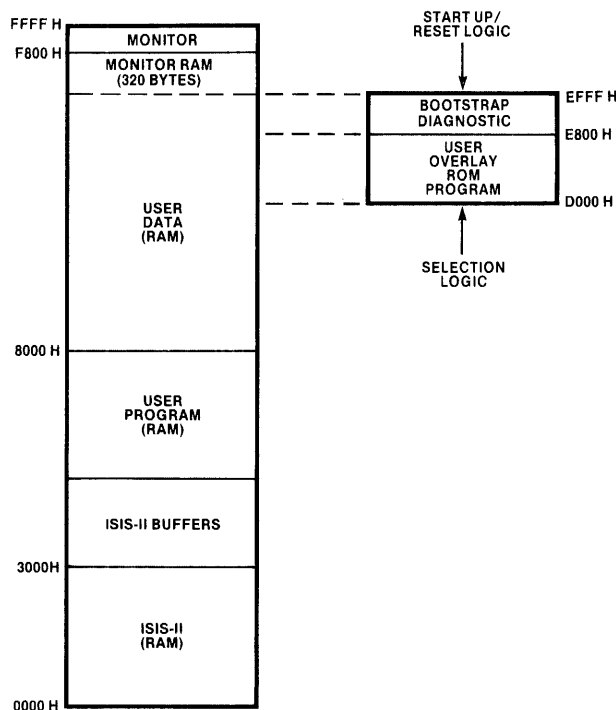 FFFF H
MONITOR
F800 H
MONITOR RAM
(320 BYTES)
USER
DATA
(RAM)
8000 H
USER
PROGRAM
(RAM)
ISIS-II BUFFERS
3000H
ISIS-II
(RAM)
0000 H
START UP/
RESET LOGIC
EFFF H
BOOTSTRAP
DIAGNOSTIC
E800 H
USER
OVERLAY
ROM
PROGRAM
D000 H
SELECTION
LOGIC